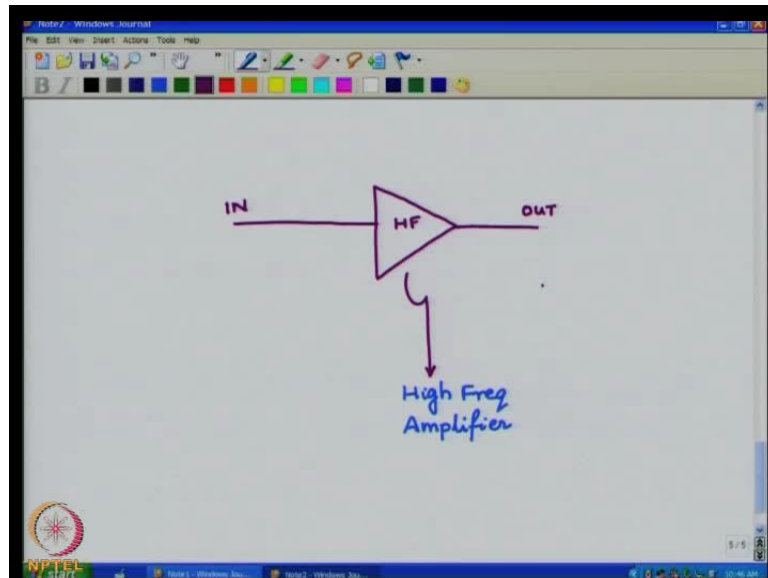 Note2 - Windows Journal
File Edit View Insert Actions Tools Help
B I
IN
HF
OUT
High Freq
Amplifier
5/5
NPTEL
start
Note1 - Windows Jou...
Note2 - Windows Jou...
10:46 AM